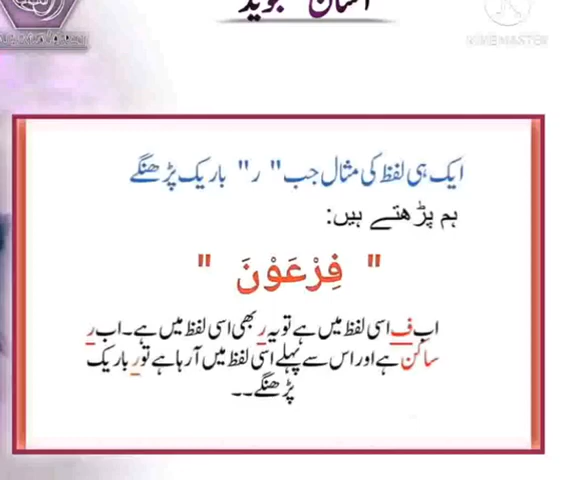 آسان تجوید
KINEMASTER
ایک ہی لفظ کی مثال جب " ر " باریک پڑھنگے
ہم پڑھتے ہیں:
" فِرْعَوْنَ "
اب ف اسی لفظ میں ہے تو یہ ر بھی اسی لفظ میں ہے۔ اب ر
ساکن ہے اور اس سے پہلے اسی لفظ میں آرہا ہے تو ر باریک
پڑھنگے۔۔